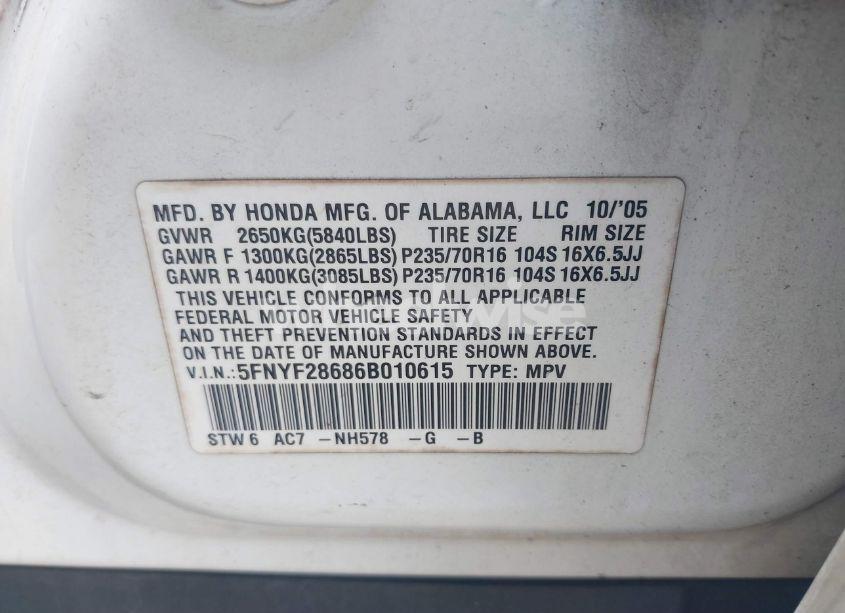 MFD. BY HONDA MFG. OF ALABAMA, LLC 10/'05
GVWR 2650KG(5840LBS) TIRE SIZE RIM SIZE
GAWR F 1300KG(2865LBS) P235/70R16 104S 16X6.5JJ
GAWR R 1400KG(3085LBS) P235/70R16 104S 16X6.5JJ
THIS VEHICLE CONFORMS TO ALL APPLICABLE
FEDERAL MOTOR VEHICLE SAFETY
AND THEFT PREVENTION STANDARDS IN EFFECT
ON THE DATE OF MANUFACTURE SHOWN ABOVE.
V.I.N.:5FNYF28686B010615 TYPE: MPV
STW6 AC7 -NH578 -G -B